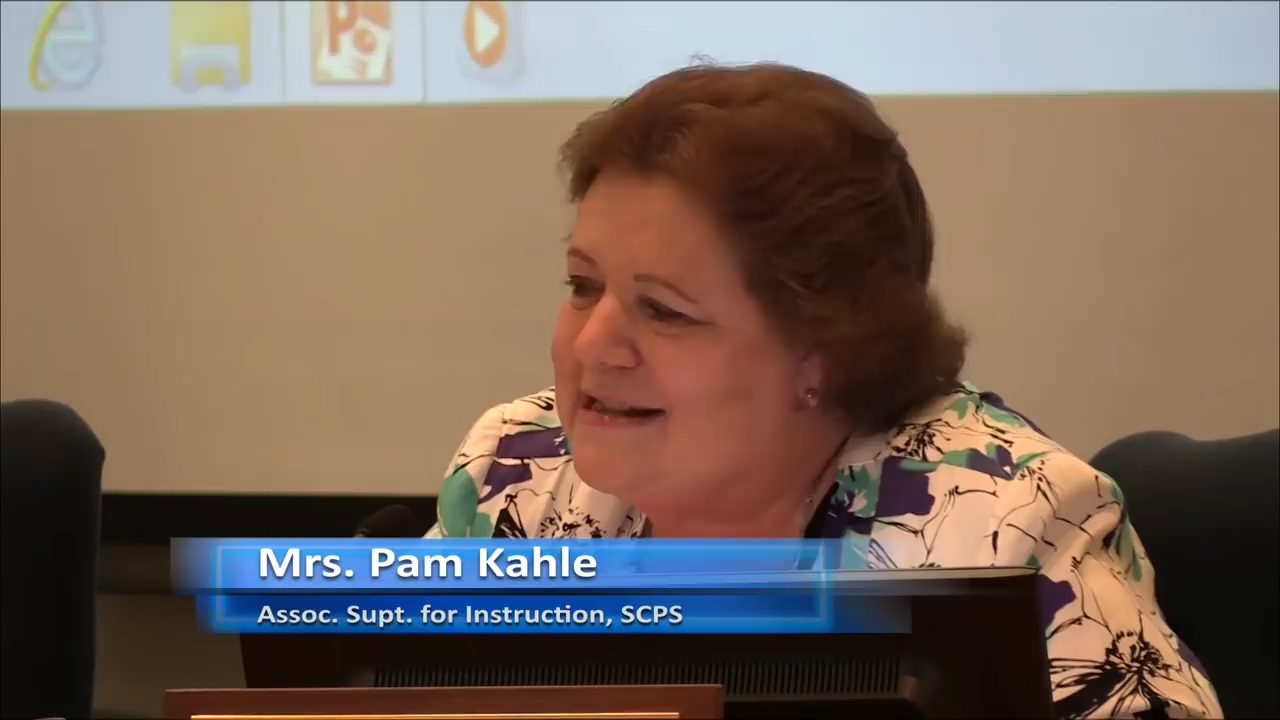 Mrs. Pam Kahle
Assoc. Supt. for Instruction, SCPS